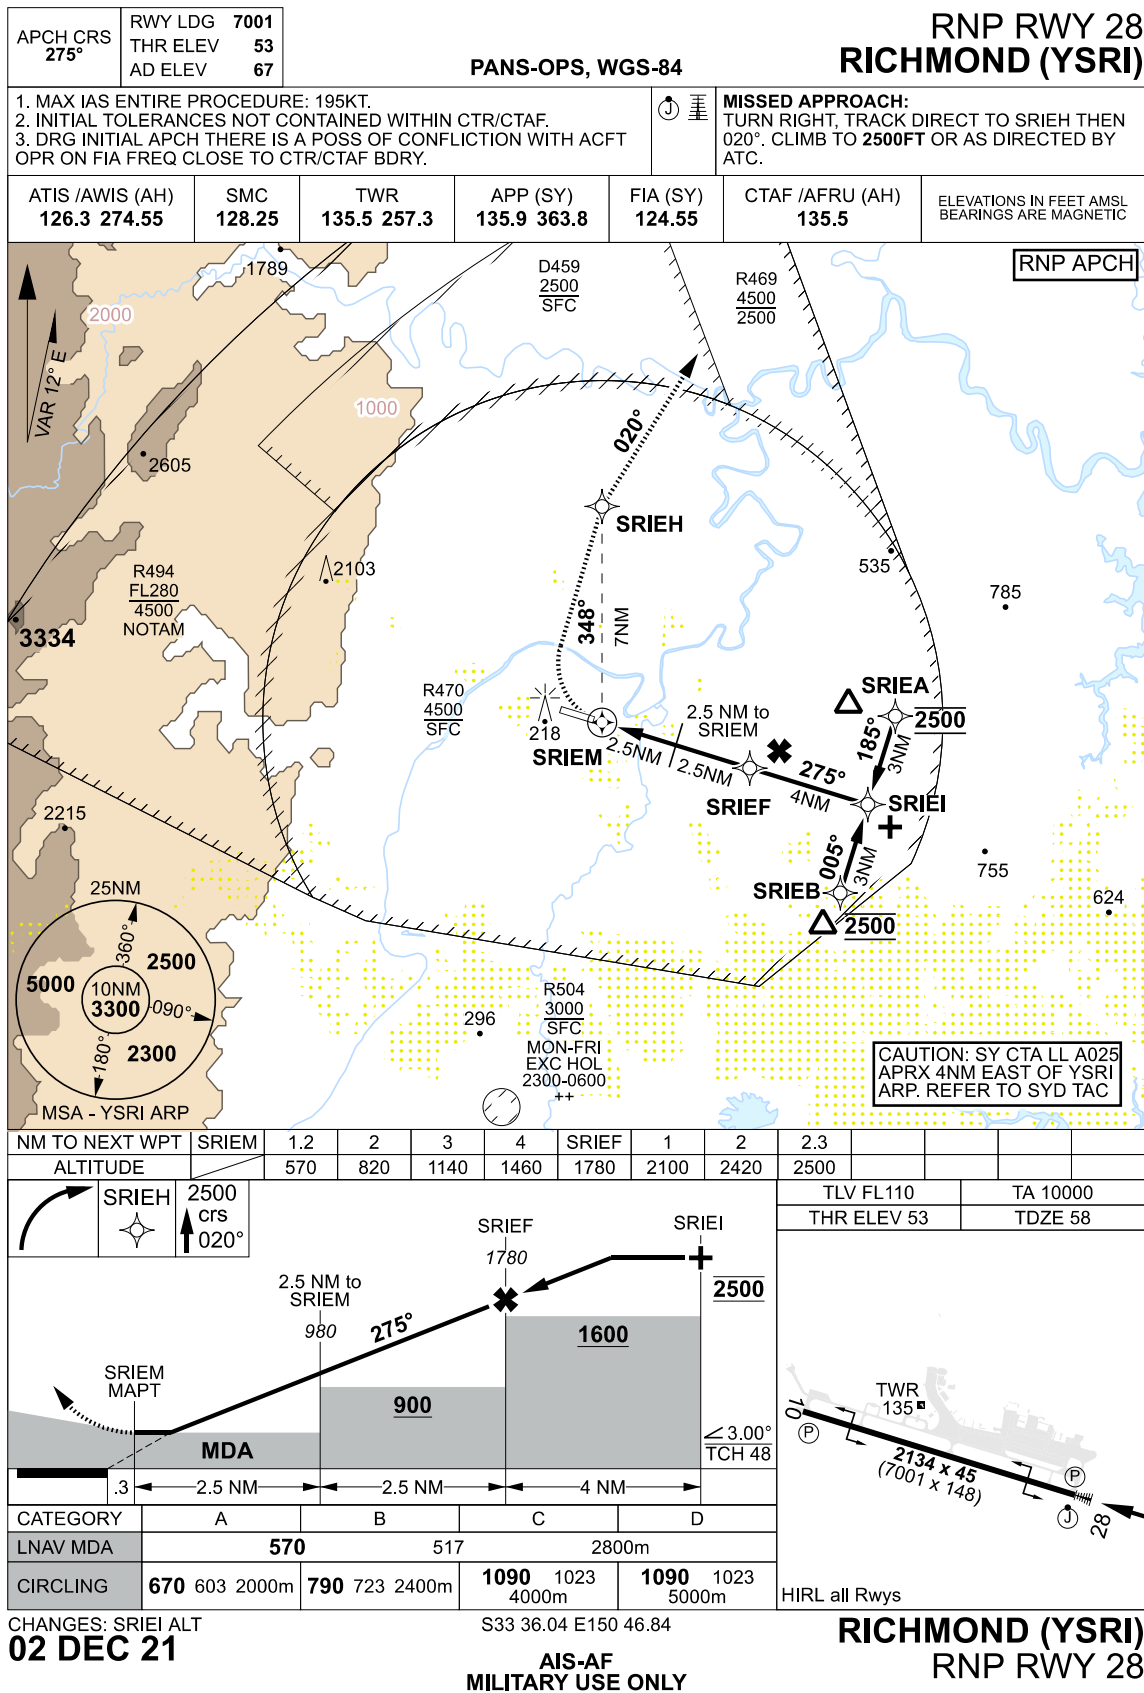 APCH CRS
275°
RWY LDG 7001
THR ELEV 53
AD ELEV 67
PANS-OPS, WGS-84
RNP RWY 28
RICHMOND (YSRI)
1. MAX IAS ENTIRE PROCEDURE: 195KT.
2. INITIAL TOLERANCES NOT CONTAINED WITHIN CTR/CTAF.
3. DRG INITIAL APCH THERE IS A POSS OF CONFLICTION WITH ACFT
OPR ON FIA FREQ CLOSE TO CTR/CTAF BDRY.
J
MISSED APPROACH:
TURN RIGHT, TRACK DIRECT TO SRIEH THEN
020°. CLIMB TO 2500FT OR AS DIRECTED BY
ATC.
ATIS /AWIS (AH)
126.3 274.55
SMC
128.25
TWR
135.5 257.3
APP (SY)
135.9 363.8
FIA (SY)
124.55
CTAF /AFRU (AH)
135.5
ELEVATIONS IN FEET AMSL
BEARINGS ARE MAGNETIC
RNP APCH
1789
D459
2500
SFC
R469
4500
2500
2000
VAR 12° E
1000
020°
2605
SRIEH
535
2103
785
R494
FL280
4500
NOTAM
3334
348°
7NM
R470
4500
SFC
218
SRIEM
2.5 NM to
SRIEM
2.5NM
2.5NM
SRIEA
2500
185°
3NM
275°
4NM
SRIEF
SRIEI
2215
005°
3NM
SRIEB
2500
755
624
25NM
360°
5000
2500
10NM
3300
090°
180°
2300
MSA - YSRI ARP
296
R504
3000
SFC
MON-FRI
EXC HOL
2300-0600
++
CAUTION: SY CTA LL A025
APRX 4NM EAST OF YSRI
ARP. REFER TO SYD TAC
NM TO NEXT WPT SRIEM 1.2 2 3 4 SRIEF 1 2 2.3
ALTITUDE 570 820 1140 1460 1780 2100 2420 2500
SRIEH
2500
crs
020°
TLV FL110 TA 10000
THR ELEV 53 TDZE 58
SRIEF
1780
SRIEI
2500
2.5 NM to
SRIEM
980
275°
1600
SRIEM
MAPT
900
MDA
3.00°
TCH 48
.3 2.5 NM 2.5 NM 4 NM
TWR
135
10
P
2134 x 45
(7001 x 148)
P
J
28
HIRL all Rwys
CATEGORY A B C D
LNAV MDA 570 517 2800m
CIRCLING 670 603 2000m 790 723 2400m 1090 1023 4000m 1090 1023 5000m
CHANGES: SRIEI ALT
02 DEC 21
S33 36.04 E150 46.84
AIS-AF
MILITARY USE ONLY
RICHMOND (YSRI)
RNP RWY 28